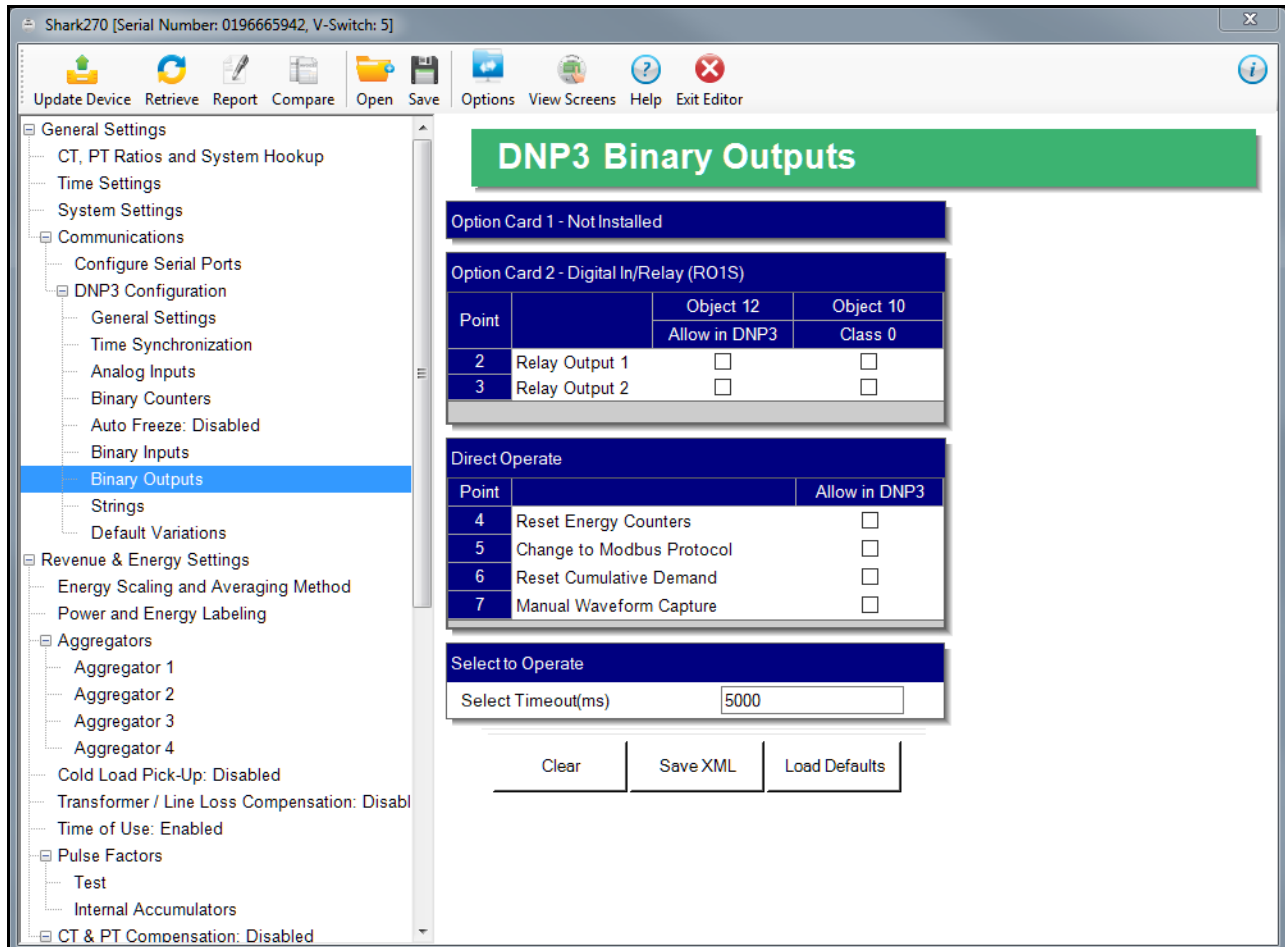 Shark270 [Serial Number: 0196665942, V-Switch: 5]
Update Device Retrieve Report Compare Open Save Options View Screens Help Exit Editor
General Settings
CT, PT Ratios and System Hookup
Time Settings
System Settings
Communications
Configure Serial Ports
DNP3 Configuration
General Settings
Time Synchronization
Analog Inputs
Binary Counters
Auto Freeze: Disabled
Binary Inputs
Binary Outputs
Strings
Default Variations
Revenue & Energy Settings
Energy Scaling and Averaging Method
Power and Energy Labeling
Aggregators
Aggregator 1
Aggregator 2
Aggregator 3
Aggregator 4
Cold Load Pick-Up: Disabled
Transformer / Line Loss Compensation: Disabl
Time of Use: Enabled
Pulse Factors
Test
Internal Accumulators
CT & PT Compensation: Disabled
DNP3 Binary Outputs
Option Card 1 - Not Installed
Option Card 2 - Digital In/Relay (RO1S)
Point Object 12 Object 10
Allow in DNP3 Class 0
2 Relay Output 1
3 Relay Output 2
Direct Operate
Point Allow in DNP3
4 Reset Energy Counters
5 Change to Modbus Protocol
6 Reset Cumulative Demand
7 Manual Waveform Capture
Select to Operate
Select Timeout(ms) 5000
Clear Save XML Load Defaults